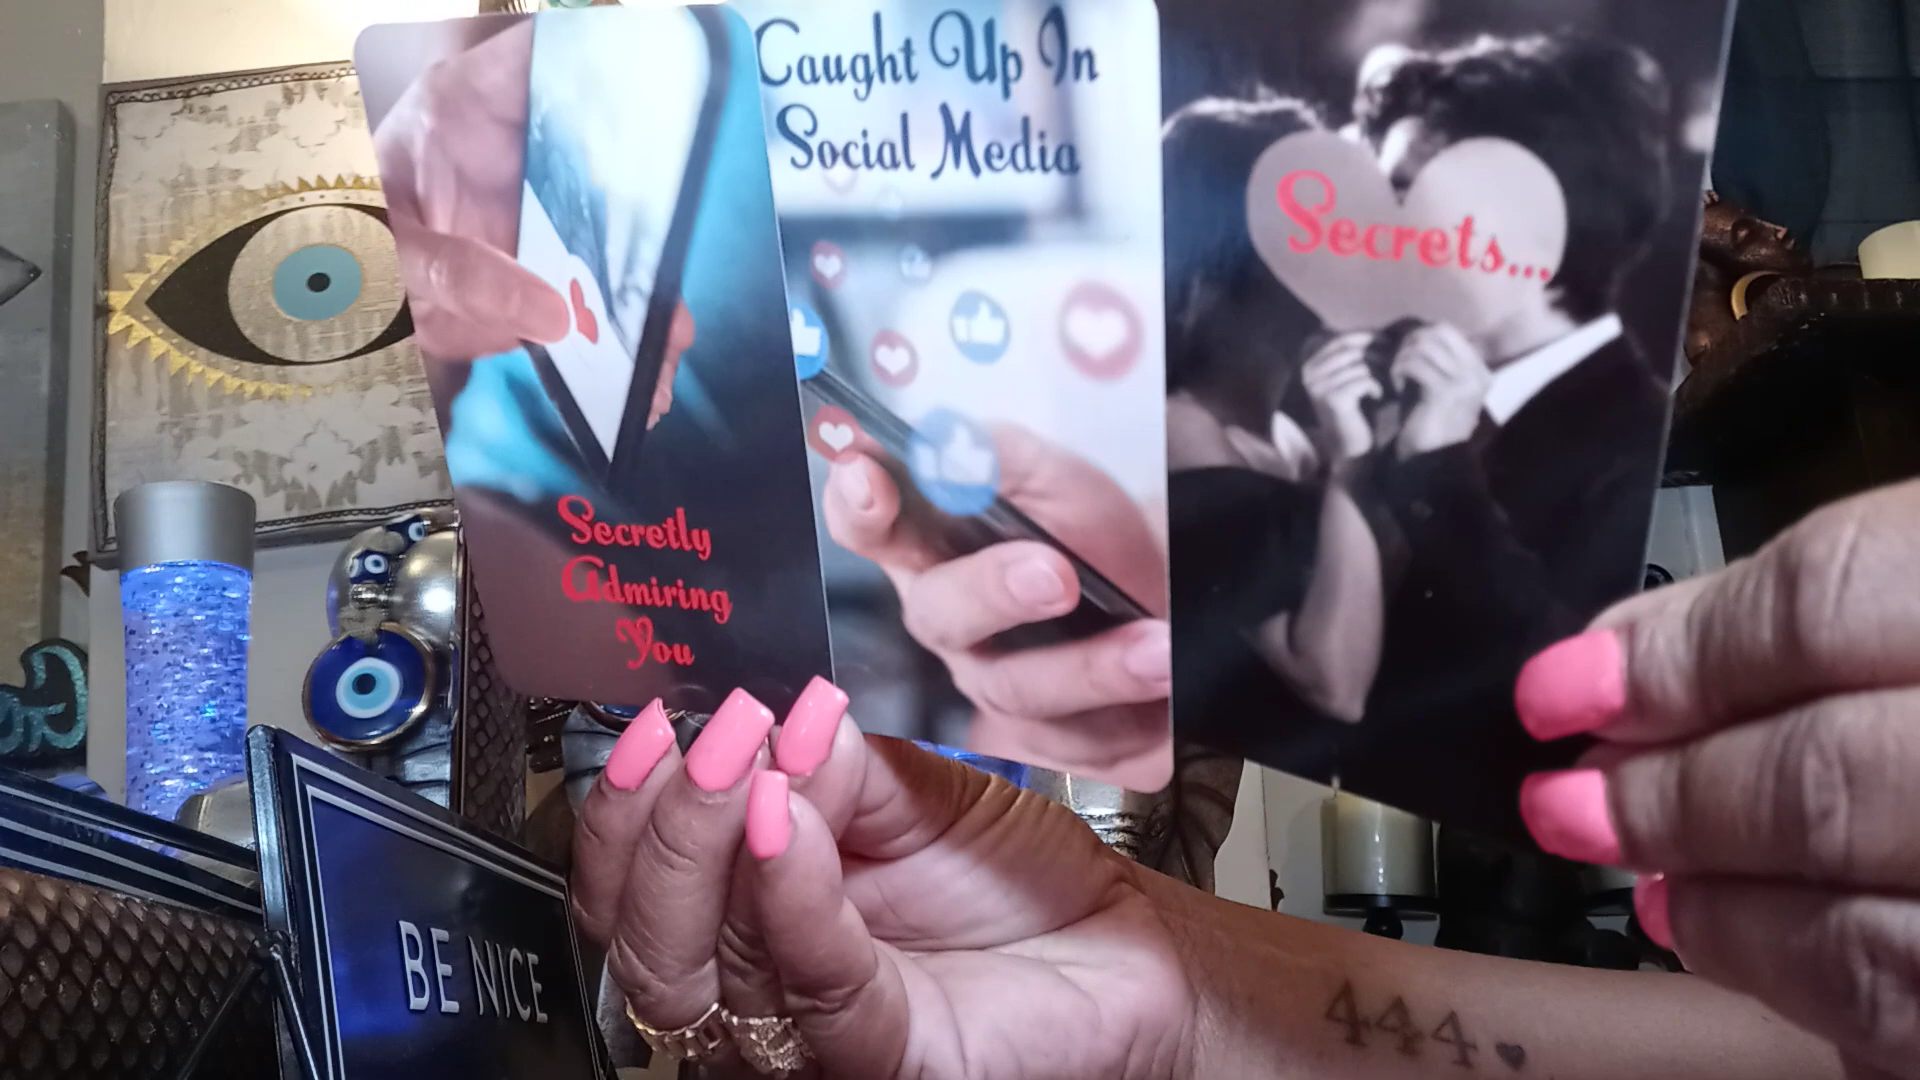 Secretly
Admiring
You
Caught Up In
Social Media
Secrets...
BE NICE
444